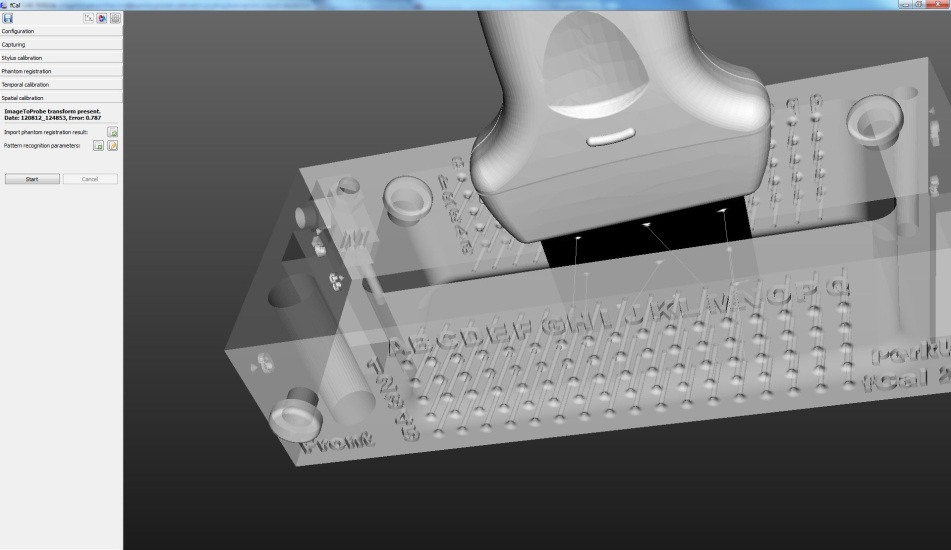 fCal
Configuration
Capturing
Stylus calibration
Phantom registration
Temporal calibration
Spatial calibration
ImageToProbe transform present.
Date: 120812_124853, Error: 0.787
Import phantom registration result:
Pattern recognition parameters:
Start
Cancel
A B C D E F G H I J K L M N O P Q
1
2
3
4
5
Front
fCal